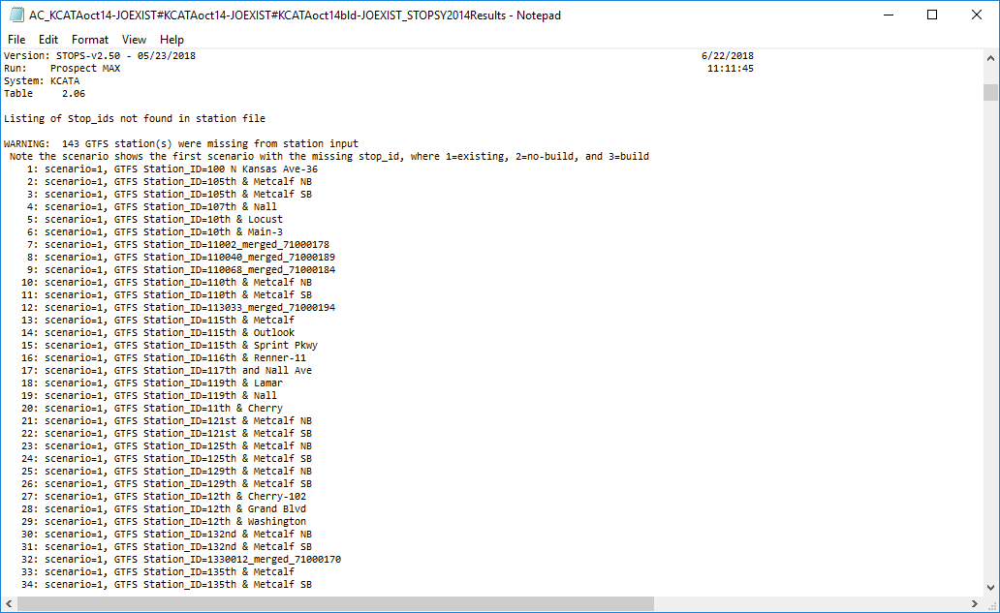 AC_KCATAoct14-JOEXIST#KCATAoct14-JOEXIST#KCATAoct14bld-JOEXIST_STOPSY2014Results - Notepad
File Edit Format View Help
Version: STOPS-v2.50 - 05/23/2018 6/22/2018
Run: Prospect MAX 11:11:45
System: KCATA
Table 2.06
Listing of Stop_ids not found in station file
WARNING: 143 GTFS station(s) were missing from station input
Note the scenario shows the first scenario with the missing stop_id, where 1=existing, 2=no-build, and 3=build
1: scenario=1, GTFS Station_ID=100 N Kansas Ave-36
2: scenario=1, GTFS Station_ID=105th & Metcalf NB
3: scenario=1, GTFS Station_ID=105th & Metcalf SB
4: scenario=1, GTFS Station_ID=107th & Nall
5: scenario=1, GTFS Station_ID=10th & Locust
6: scenario=1, GTFS Station_ID=10th & Main-3
7: scenario=1, GTFS Station_ID=11002_merged_71000178
8: scenario=1, GTFS Station_ID=110040_merged_71000189
9: scenario=1, GTFS Station_ID=110068_merged_71000184
10: scenario=1, GTFS Station_ID=110th & Metcalf NB
11: scenario=1, GTFS Station_ID=110th & Metcalf SB
12: scenario=1, GTFS Station_ID=113033_merged_71000194
13: scenario=1, GTFS Station_ID=115th & Metcalf
14: scenario=1, GTFS Station_ID=115th & Outlook
15: scenario=1, GTFS Station_ID=115th & Sprint Pkwy
16: scenario=1, GTFS Station_ID=116th & Renner-11
17: scenario=1, GTFS Station_ID=117th and Nall Ave
18: scenario=1, GTFS Station_ID=119th & Lamar
19: scenario=1, GTFS Station_ID=119th & Nall
20: scenario=1, GTFS Station_ID=11th & Cherry
21: scenario=1, GTFS Station_ID=121st & Metcalf NB
22: scenario=1, GTFS Station_ID=121st & Metcalf SB
23: scenario=1, GTFS Station_ID=125th & Metcalf NB
24: scenario=1, GTFS Station_ID=125th & Metcalf SB
25: scenario=1, GTFS Station_ID=129th & Metcalf NB
26: scenario=1, GTFS Station_ID=129th & Metcalf SB
27: scenario=1, GTFS Station_ID=12th & Cherry-102
28: scenario=1, GTFS Station_ID=12th & Grand Blvd
29: scenario=1, GTFS Station_ID=12th & Washington
30: scenario=1, GTFS Station_ID=132nd & Metcalf NB
31: scenario=1, GTFS Station_ID=132nd & Metcalf SB
32: scenario=1, GTFS Station_ID=1330012_merged_71000170
33: scenario=1, GTFS Station_ID=135th & Metcalf
34: scenario=1, GTFS Station_ID=135th & Metcalf SB